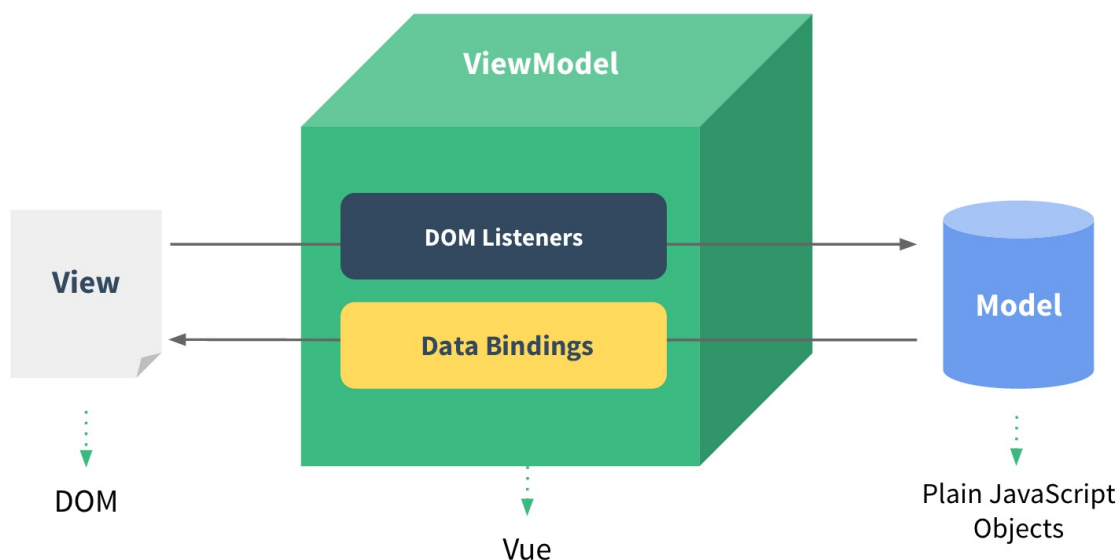 ViewModel
DOM Listeners
View
Data Bindings
Model
DOM
Vue
Plain JavaScript
Objects